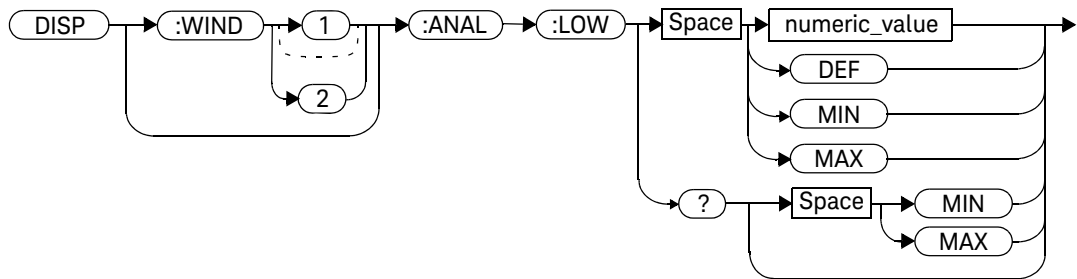 DISP :WIND 1 :ANAL :LOW Space numeric_value
DEF
2
MIN
MAX
? Space MIN
MAX